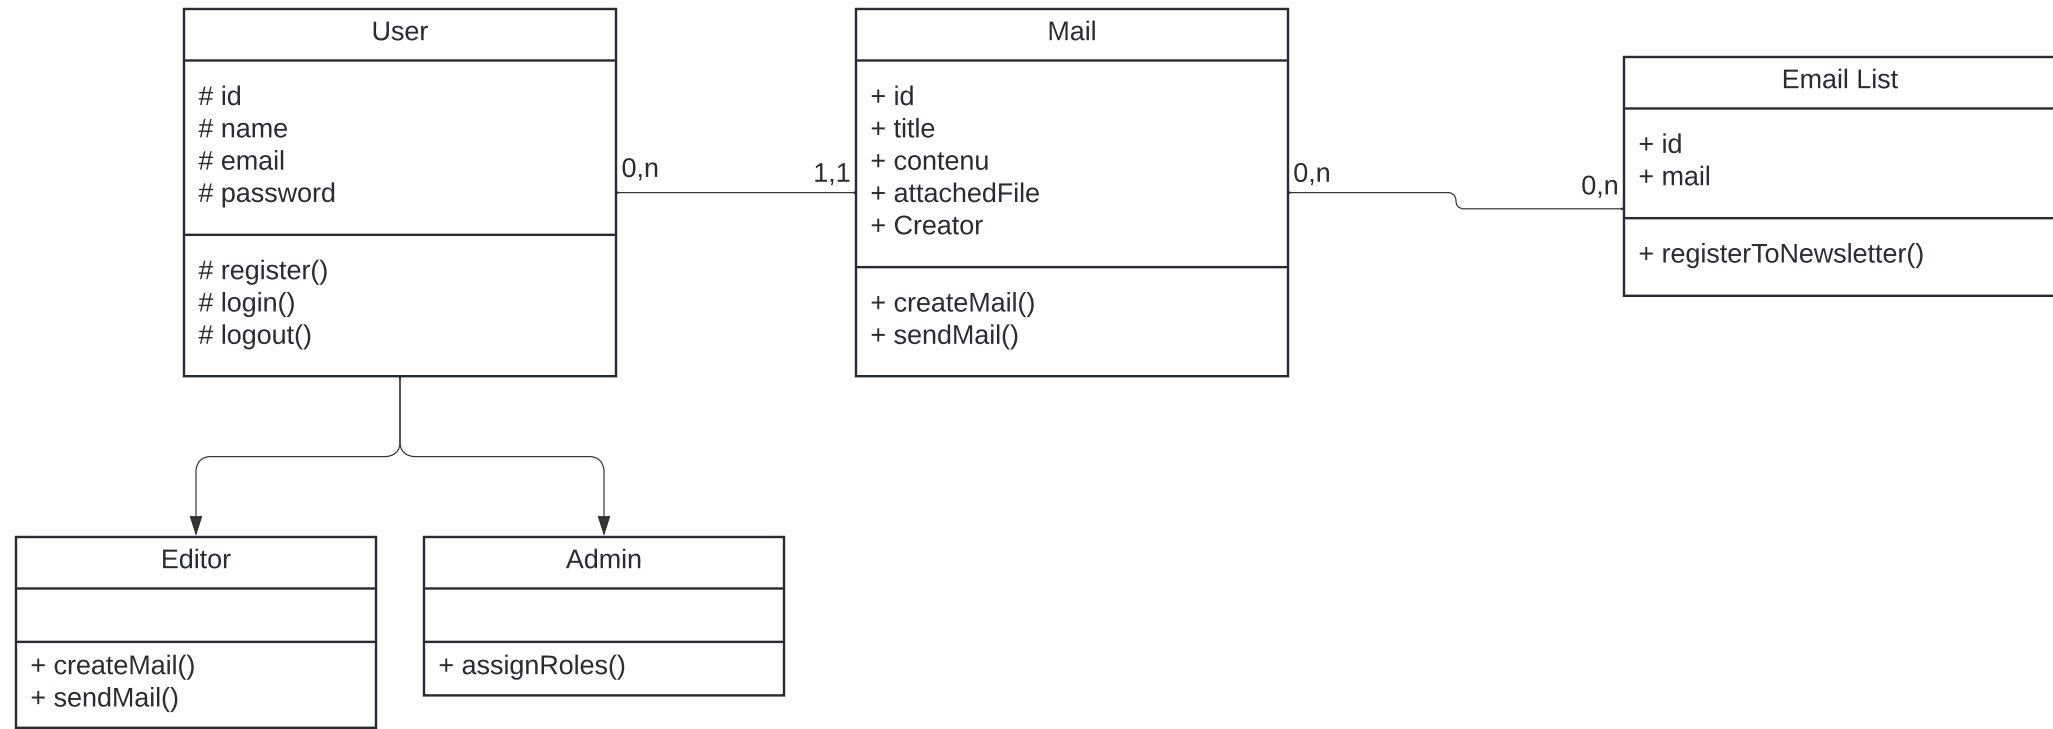 User
# id
# name
# email
# password
# register()
# login()
# logout()
0,n
1,1
Mail
+ id
+ title
+ contenu
+ attachedFile
+ Creator
+ createMail()
+ sendMail()
0,n
0,n
Email List
+ id
+ mail
+ registerToNewsletter()
Editor
+ createMail()
+ sendMail()
Admin
+ assignRoles()